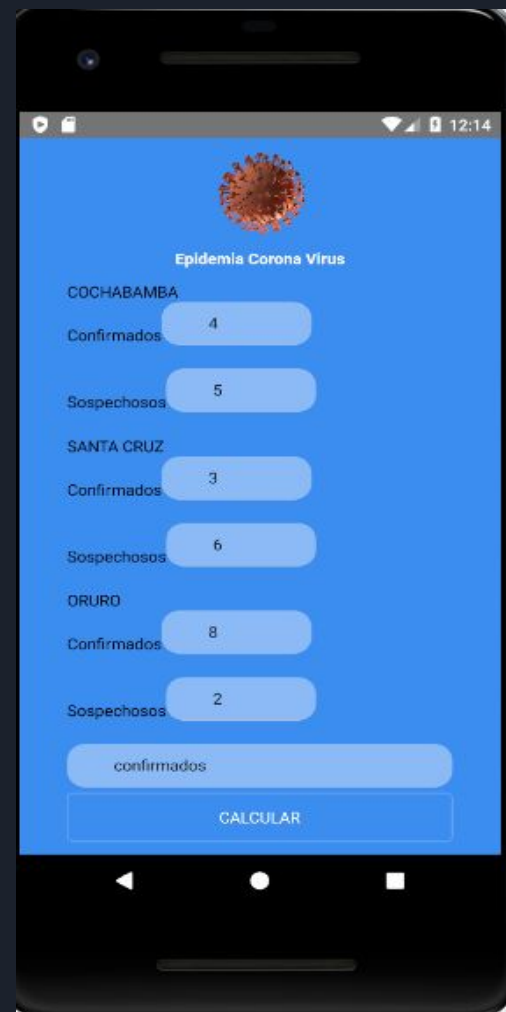 12:14
Epidemia Corona Virus
COCHABAMBA
Confirmados 4
Sospechosos 5
SANTA CRUZ
Confirmados 3
Sospechosos 6
ORURO
Confirmados 8
Sospechosos 2
confirmados
CALCULAR